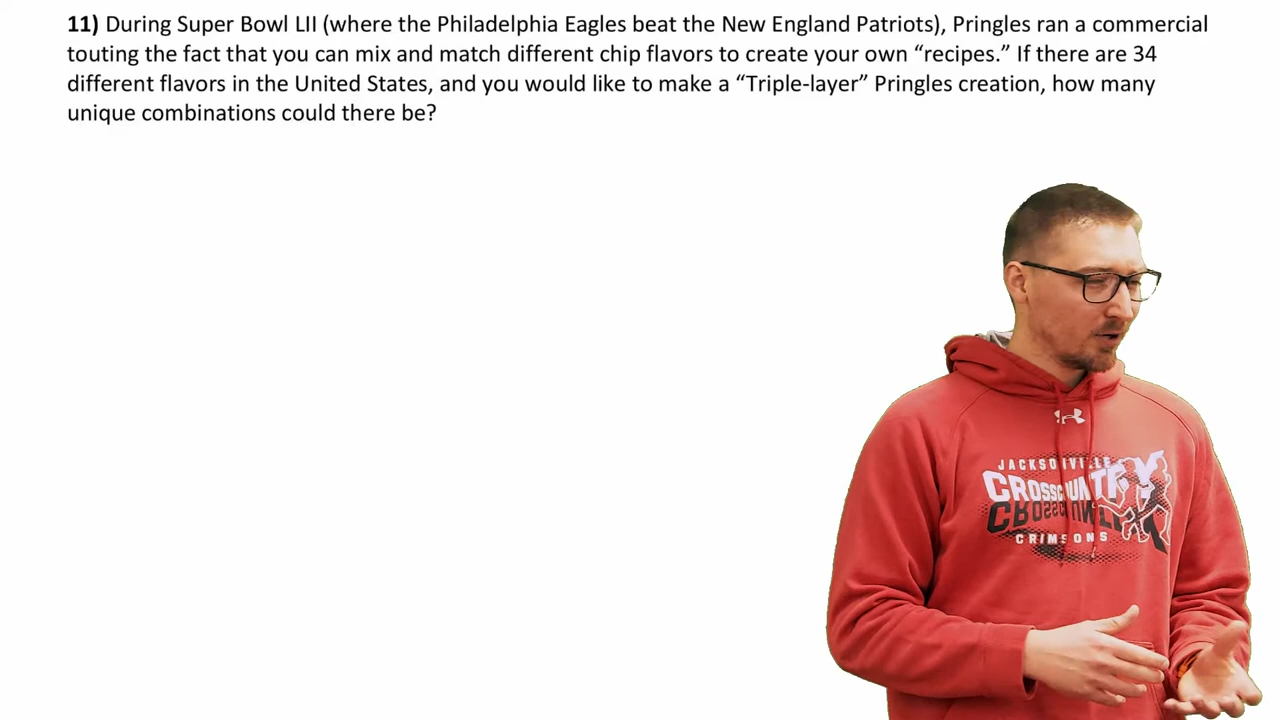 11) During Super Bowl LII (where the Philadelphia Eagles beat the New England Patriots), Pringles ran a commercial
touting the fact that you can mix and match different chip flavors to create your own “recipes.” If there are 34
different flavors in the United States, and you would like to make a “Triple-layer” Pringles creation, how many
unique combinations could there be?
JACKSONVILLE
CROSSCOUNTRY
CROSSCOUNTRY
CRIMSONS